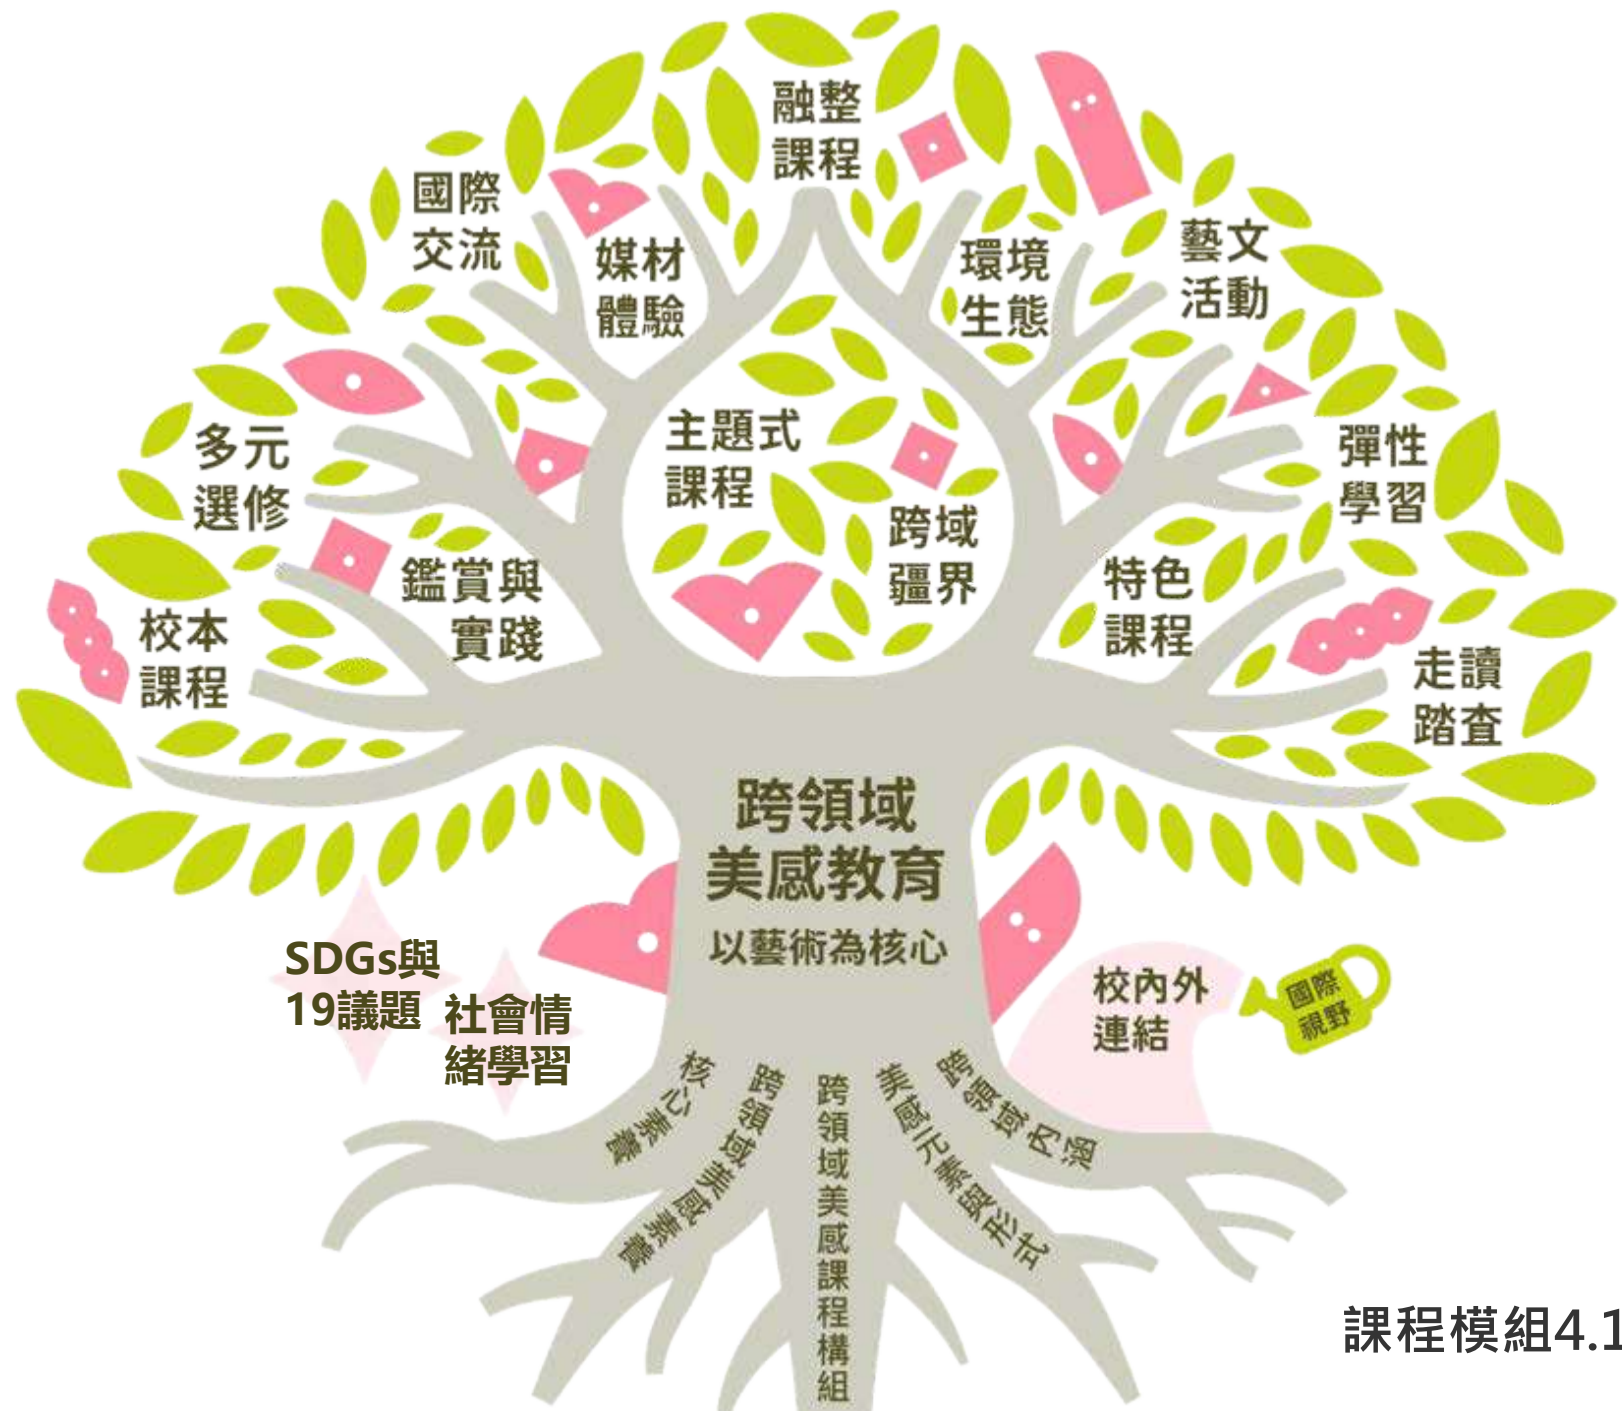 融整
課程
國際
交流
媒材
體驗
環境
生態
藝文
活動
主題式
課程
多元
選修
彈性
學習
跨域
疆界
鑑賞與
實踐
特色
課程
校本
課程
走讀
踏查
跨領域
美感教育
以藝術為核心
SDGs與
19議題
社會情
緒學習
校內外
連結
國際
視野
核心素養
跨領域美感素養
跨領域美感課程構組
美感元素與形式
跨領域內涵
課程模組4.1